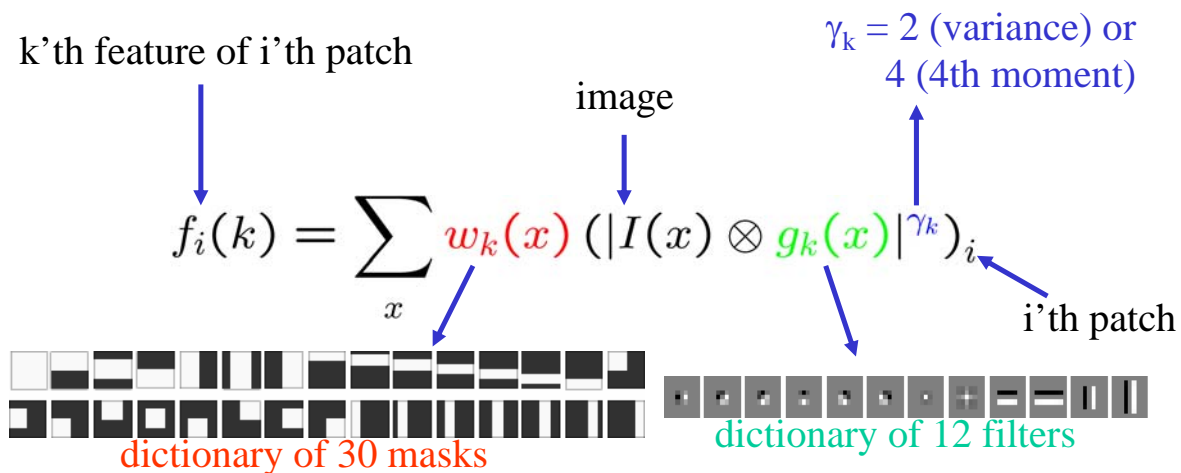 k’th feature of i’th patch
γₖ = 2 (variance) or
4 (4th moment)
image
fᵢ(k) = ∑ₓ wₖ(x) (|I(x) ⊗ gₖ(x)|^γₖ)ᵢ
i’th patch
dictionary of 30 masks
dictionary of 12 filters